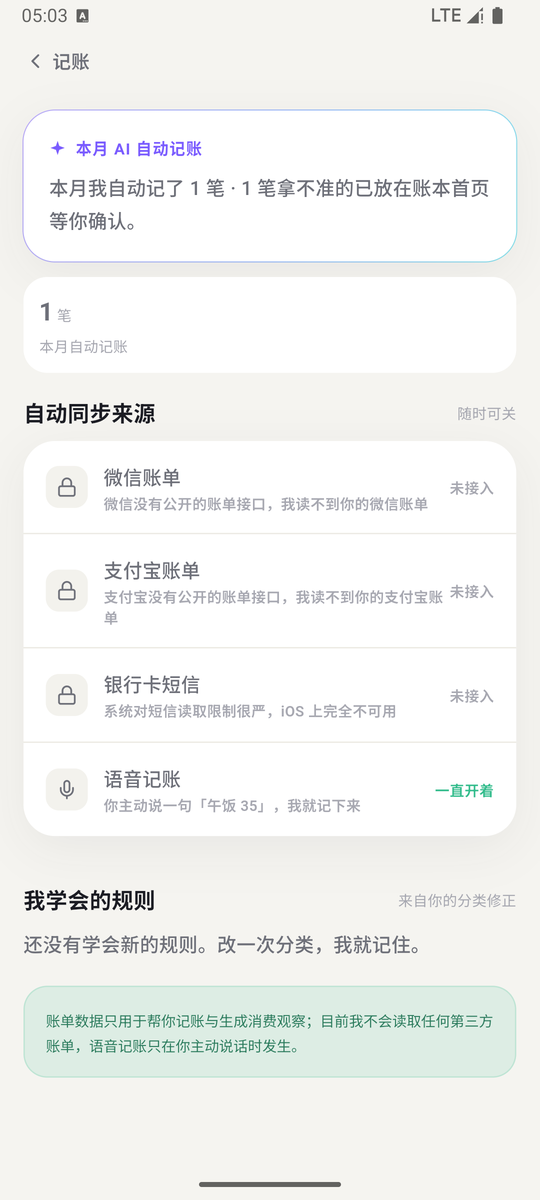 05:03 A LTE
记账
本月 AI 自动记账
本月我自动记了 1 笔 · 1 笔拿不准的已放在账本首页
等你确认。
1 笔
本月自动记账
自动同步来源 随时可关
微信账单
微信没有公开的账单接口，我读不到你的微信账单
未接入
支付宝账单
支付宝没有公开的账单接口，我读不到你的支付宝账
单
未接入
银行卡短信
系统对短信读取限制很严，iOS 上完全不可用
未接入
语音记账
你主动说一句「午饭 35」，我就记下来
一直开着
我学会的规则 来自你的分类修正
还没有学会新的规则。改一次分类，我就记住。
账单数据只用于帮你记账与生成消费观察；目前我不会读取任何第三方
账单，语音记账只在你主动说话时发生。